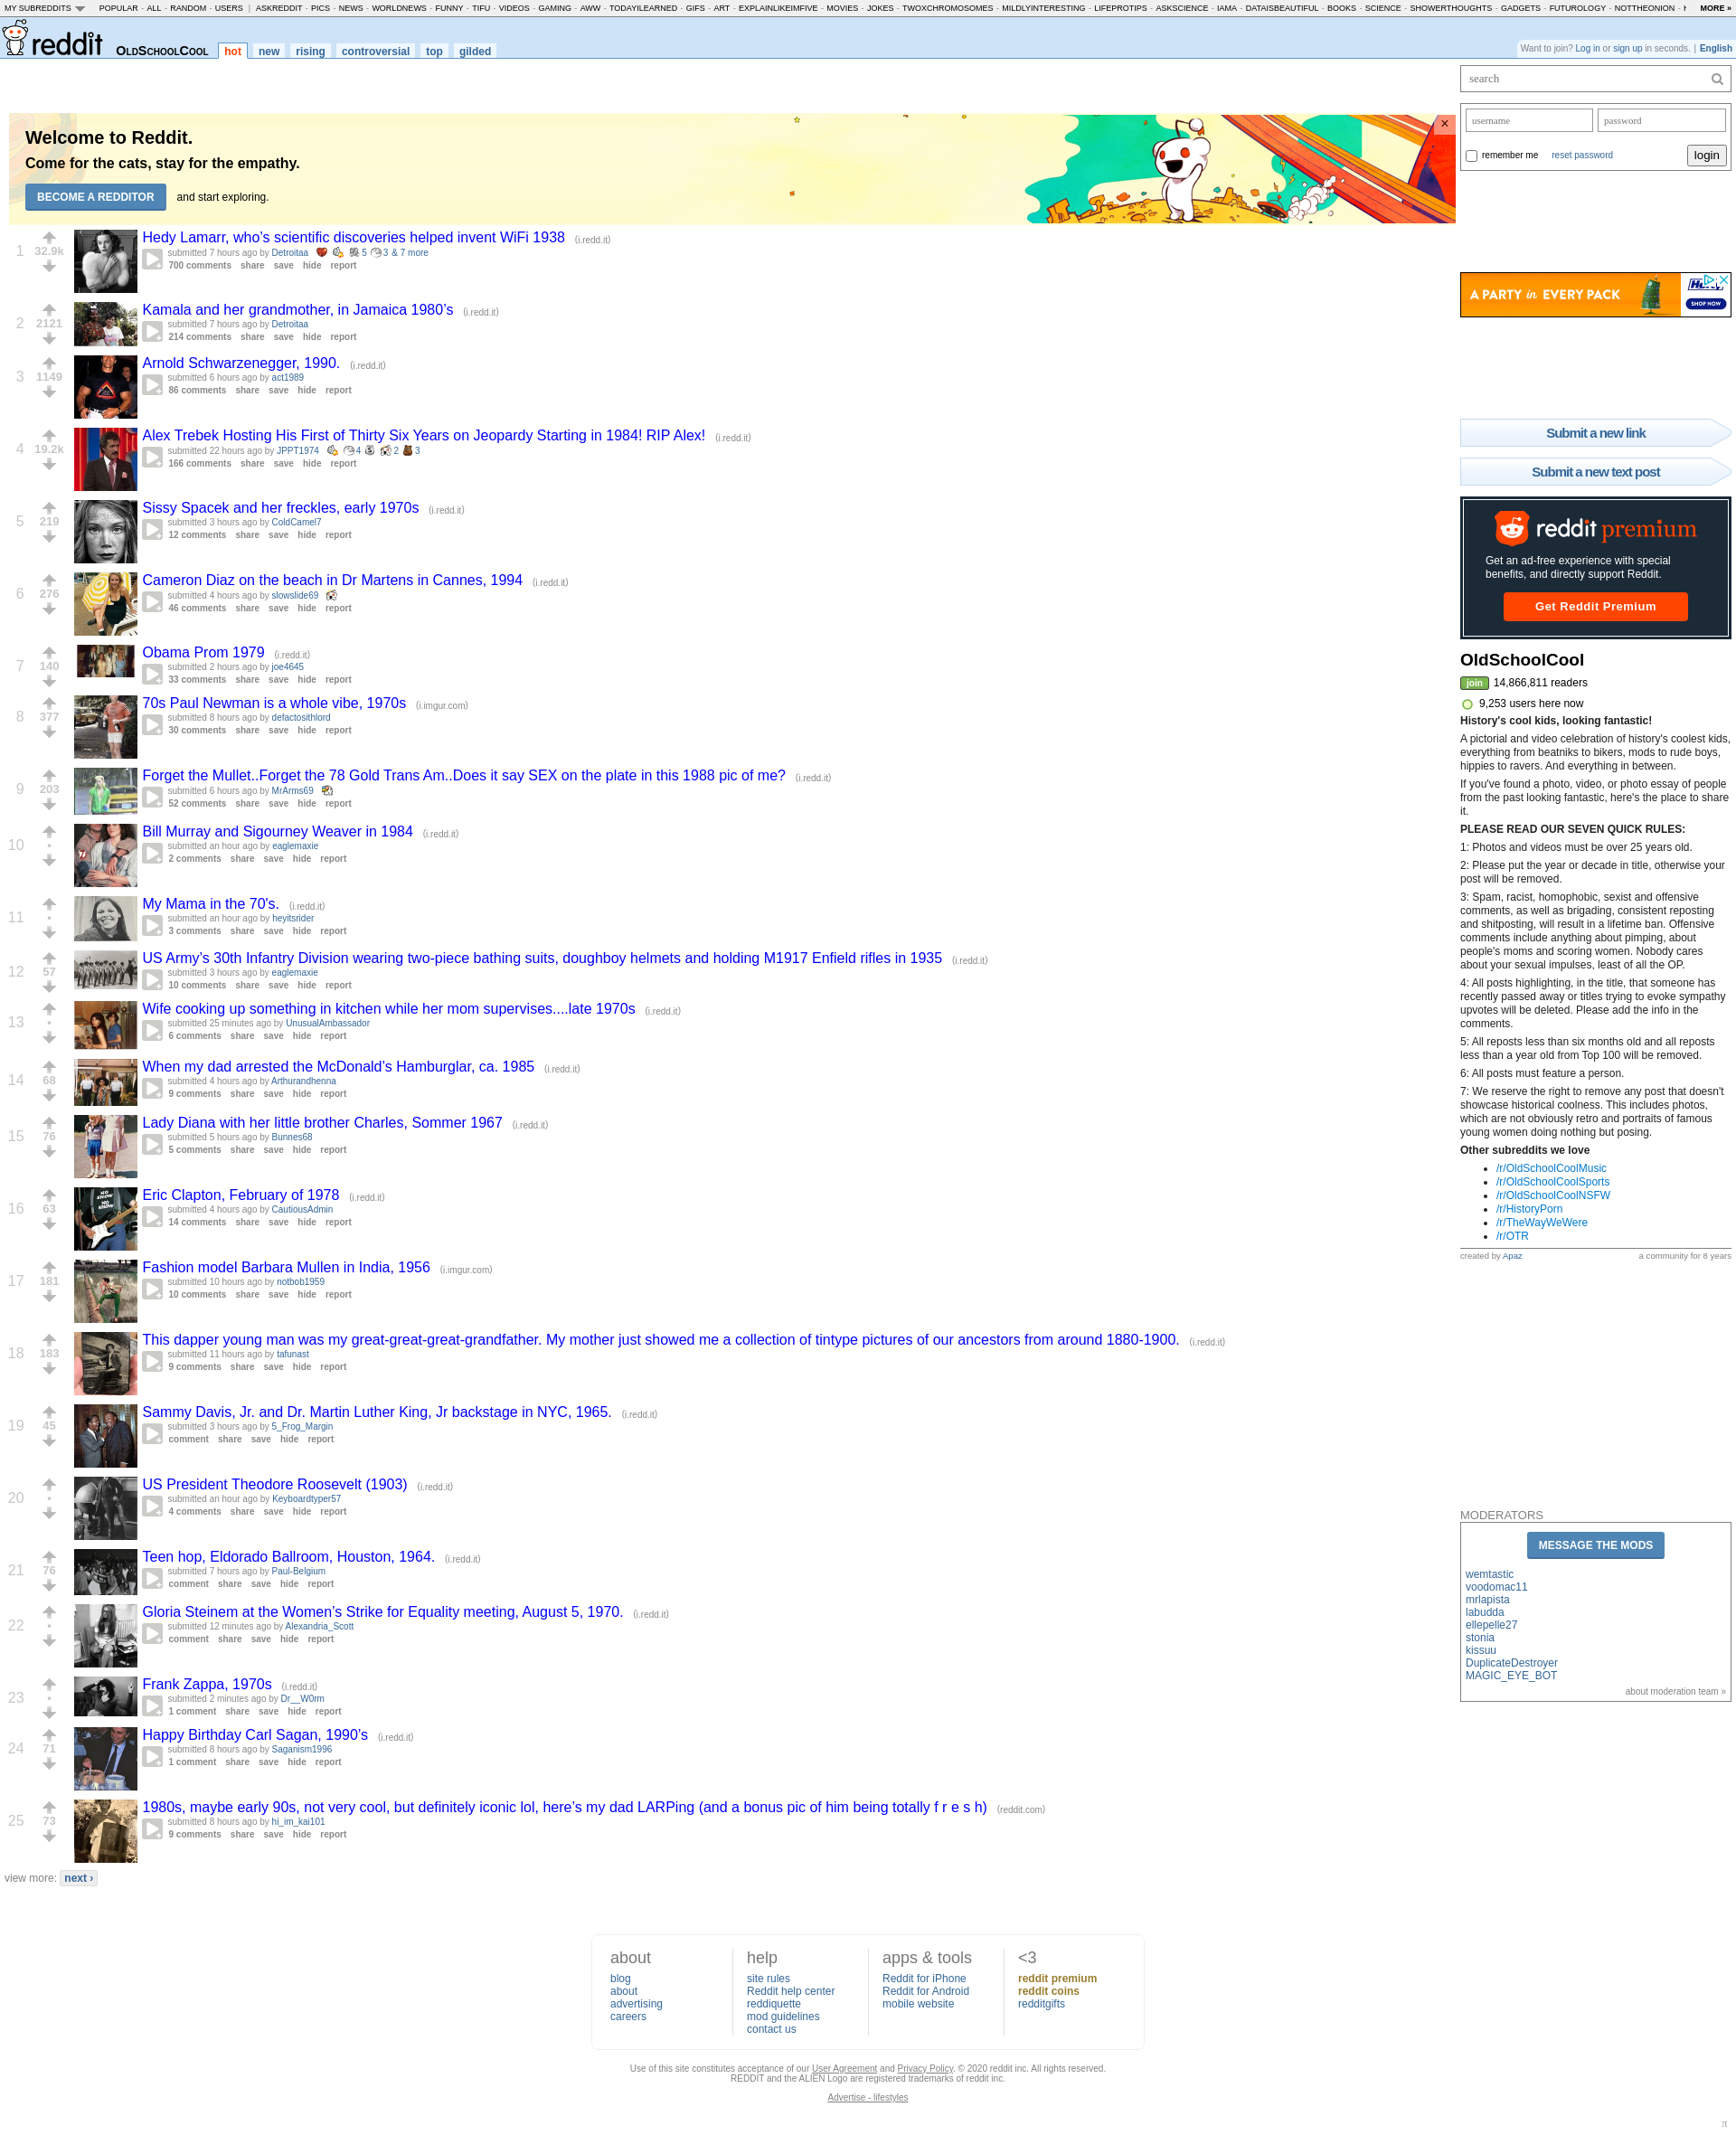 MY SUBREDDITS POPULAR - ALL - RANDOM - USERS | ASKREDDIT - PICS - NEWS - WORLDNEWS - FUNNY - TIFU - VIDEOS - GAMING - AWW - TODAYILEARNED - GIFS - ART - EXPLAINLIKEIMFIVE - MOVIES - JOKES - TWOXCHROMOSOMES - MILDLYINTERESTING - LIFEPROTIPS - ASKSCIENCE - IAMA - DATAISBEAUTIFUL - BOOKS - SCIENCE - SHOWERTHOUGHTS - GADGETS - FUTUROLOGY - NOTTHEONION - MORE »
reddit OLDSCHOOLCOOL hot new rising controversial top gilded
Want to join? Log in or sign up in seconds. | English
search
username password
remember me reset password login
Welcome to Reddit.
Come for the cats, stay for the empathy.
BECOME A REDDITOR and start exploring.
×
1 32.9k Hedy Lamarr, who's scientific discoveries helped invent WiFi 1938 (i.redd.it)
submitted 7 hours ago by Detroitaa 5 3 & 7 more
700 comments share save hide report
2 2121 Kamala and her grandmother, in Jamaica 1980's (i.redd.it)
submitted 7 hours ago by Detroitaa
214 comments share save hide report
3 1149 Arnold Schwarzenegger, 1990. (i.redd.it)
submitted 6 hours ago by act1989
86 comments share save hide report
4 19.2k Alex Trebek Hosting His First of Thirty Six Years on Jeopardy Starting in 1984! RIP Alex! (i.redd.it)
submitted 22 hours ago by JPPT1974 4 2 3
166 comments share save hide report
5 219 Sissy Spacek and her freckles, early 1970s (i.redd.it)
submitted 3 hours ago by ColdCamel7
12 comments share save hide report
6 276 Cameron Diaz on the beach in Dr Martens in Cannes, 1994 (i.redd.it)
submitted 4 hours ago by slowslide69
46 comments share save hide report
7 140 Obama Prom 1979 (i.redd.it)
submitted 2 hours ago by joe4645
33 comments share save hide report
8 377 70s Paul Newman is a whole vibe, 1970s (i.imgur.com)
submitted 8 hours ago by defactosithlord
30 comments share save hide report
9 203 Forget the Mullet..Forget the 78 Gold Trans Am..Does it say SEX on the plate in this 1988 pic of me? (i.redd.it)
submitted 6 hours ago by MrArms69
52 comments share save hide report
10 • Bill Murray and Sigourney Weaver in 1984 (i.redd.it)
submitted an hour ago by eaglemaxie
2 comments share save hide report
11 • My Mama in the 70's. (i.redd.it)
submitted an hour ago by heyitsrider
3 comments share save hide report
12 57 US Army's 30th Infantry Division wearing two-piece bathing suits, doughboy helmets and holding M1917 Enfield rifles in 1935 (i.redd.it)
submitted 3 hours ago by eaglemaxie
10 comments share save hide report
13 • Wife cooking up something in kitchen while her mom supervises....late 1970s (i.redd.it)
submitted 25 minutes ago by UnusualAmbassador
6 comments share save hide report
14 68 When my dad arrested the McDonald's Hamburglar, ca. 1985 (i.redd.it)
submitted 4 hours ago by Arthurandhenna
9 comments share save hide report
15 76 Lady Diana with her little brother Charles, Sommer 1967 (i.redd.it)
submitted 5 hours ago by Bunnes68
5 comments share save hide report
16 63 Eric Clapton, February of 1978 (i.redd.it)
submitted 4 hours ago by CautiousAdmin
14 comments share save hide report
17 181 Fashion model Barbara Mullen in India, 1956 (i.imgur.com)
submitted 10 hours ago by notbob1959
10 comments share save hide report
18 183 This dapper young man was my great-great-great-grandfather. My mother just showed me a collection of tintype pictures of our ancestors from around 1880-1900. (i.redd.it)
submitted 11 hours ago by tafunast
9 comments share save hide report
19 45 Sammy Davis, Jr. and Dr. Martin Luther King, Jr backstage in NYC, 1965. (i.redd.it)
submitted 3 hours ago by 5_Frog_Margin
comment share save hide report
20 • US President Theodore Roosevelt (1903) (i.redd.it)
submitted an hour ago by Keyboardtyper57
4 comments share save hide report
21 76 Teen hop, Eldorado Ballroom, Houston, 1964. (i.redd.it)
submitted 7 hours ago by Paul-Belgium
comment share save hide report
22 • Gloria Steinem at the Women's Strike for Equality meeting, August 5, 1970. (i.redd.it)
submitted 12 minutes ago by Alexandria_Scott
comment share save hide report
23 • Frank Zappa, 1970s (i.redd.it)
submitted 2 minutes ago by Dr__W0rm
1 comment share save hide report
24 71 Happy Birthday Carl Sagan, 1990's (i.redd.it)
submitted 8 hours ago by Saganism1996
1 comment share save hide report
25 73 1980s, maybe early 90s, not very cool, but definitely iconic lol, here's my dad LARPing (and a bonus pic of him being totally f r e s h) (reddit.com)
submitted 8 hours ago by hi_im_kai101
9 comments share save hide report
view more: next ›
A PARTY in EVERY PACK
SHOP NOW
Submit a new link
Submit a new text post
reddit premium
Get an ad-free experience with special
benefits, and directly support Reddit.
Get Reddit Premium
OldSchoolCool
join 14,866,811 readers
9,253 users here now
History's cool kids, looking fantastic!
A pictorial and video celebration of history's coolest kids,
everything from beatniks to bikers, mods to rude boys,
hippies to ravers. And everything in between.
If you've found a photo, video, or photo essay of people
from the past looking fantastic, here's the place to share
it.
PLEASE READ OUR SEVEN QUICK RULES:
1: Photos and videos must be over 25 years old.
2: Please put the year or decade in title, otherwise your
post will be removed.
3: Spam, racist, homophobic, sexist and offensive
comments, as well as brigading, consistent reposting
and shitposting, will result in a lifetime ban. Offensive
comments include anything about pimping, about
people's moms and scoring women. Nobody cares
about your sexual impulses, least of all the OP.
4: All posts highlighting, in the title, that someone has
recently passed away or titles trying to evoke sympathy
upvotes will be deleted. Please add the info in the
comments.
5: All reposts less than six months old and all reposts
less than a year old from Top 100 will be removed.
6: All posts must feature a person.
7: We reserve the right to remove any post that doesn't
showcase historical coolness. This includes photos,
which are not obviously retro and portraits of famous
young women doing nothing but posing.
Other subreddits we love
• /r/OldSchoolCoolMusic
• /r/OldSchoolCoolSports
• /r/OldSchoolCoolNSFW
• /r/HistoryPorn
• /r/TheWayWeWere
• /r/OTR
created by Apaz a community for 8 years
MODERATORS
MESSAGE THE MODS
wemtastic
voodomac11
mrlapista
labudda
ellepelle27
stonia
kissuu
DuplicateDestroyer
MAGIC_EYE_BOT
about moderation team »
about
blog
about
advertising
careers
help
site rules
Reddit help center
reddiquette
mod guidelines
contact us
apps & tools
Reddit for iPhone
Reddit for Android
mobile website
<3
reddit premium
reddit coins
redditgifts
Use of this site constitutes acceptance of our User Agreement and Privacy Policy. © 2020 reddit inc. All rights reserved.
REDDIT and the ALIEN Logo are registered trademarks of reddit inc.
Advertise - lifestyles
π